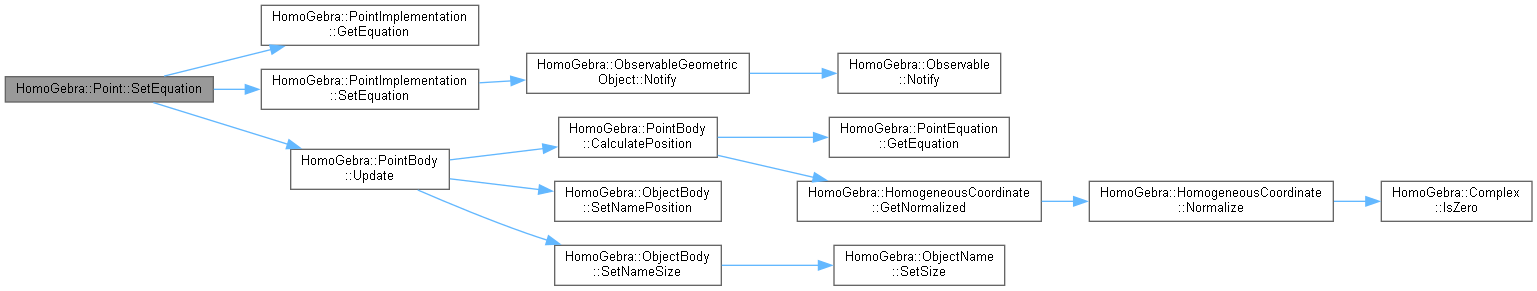 HomoGebra::Point::SetEquation
HomoGebra::PointImplementation
::GetEquation
HomoGebra::PointImplementation
::SetEquation
HomoGebra::ObservableGeometric
Object::Notify
HomoGebra::Observable
::Notify
HomoGebra::PointBody
::Update
HomoGebra::PointBody
::CalculatePosition
HomoGebra::PointEquation
::GetEquation
HomoGebra::HomogeneousCoordinate
::GetNormalized
HomoGebra::HomogeneousCoordinate
::Normalize
HomoGebra::Complex
::IsZero
HomoGebra::ObjectBody
::SetNamePosition
HomoGebra::ObjectBody
::SetNameSize
HomoGebra::ObjectName
::SetSize